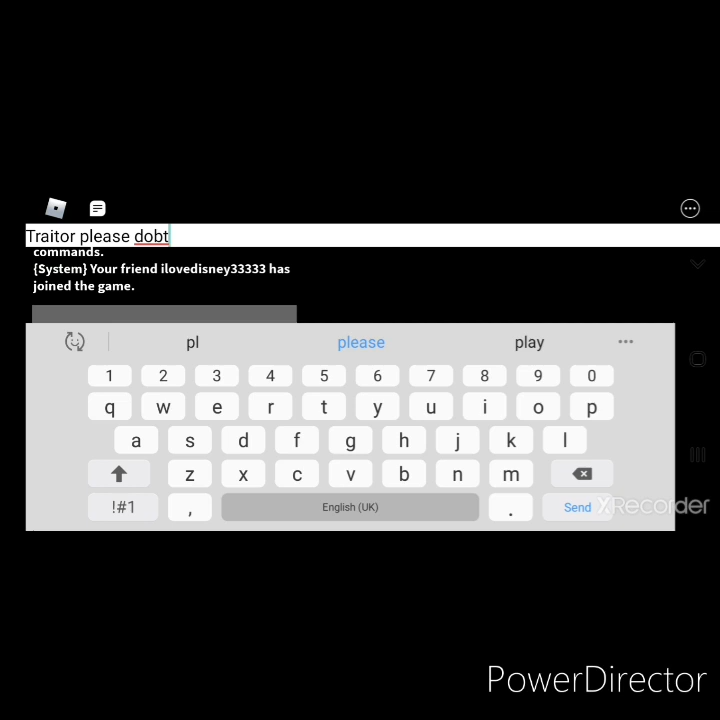 Traitor please dobt
commands.
{System} Your friend ilovedisney33333 has
joined the game.
pl please play
1 2 3 4 5 6 7 8 9 0
q w e r t y u i o p
a s d f g h j k l
z x c v b n m
!#1 , English (UK) . Send
XRecorder
PowerDirector